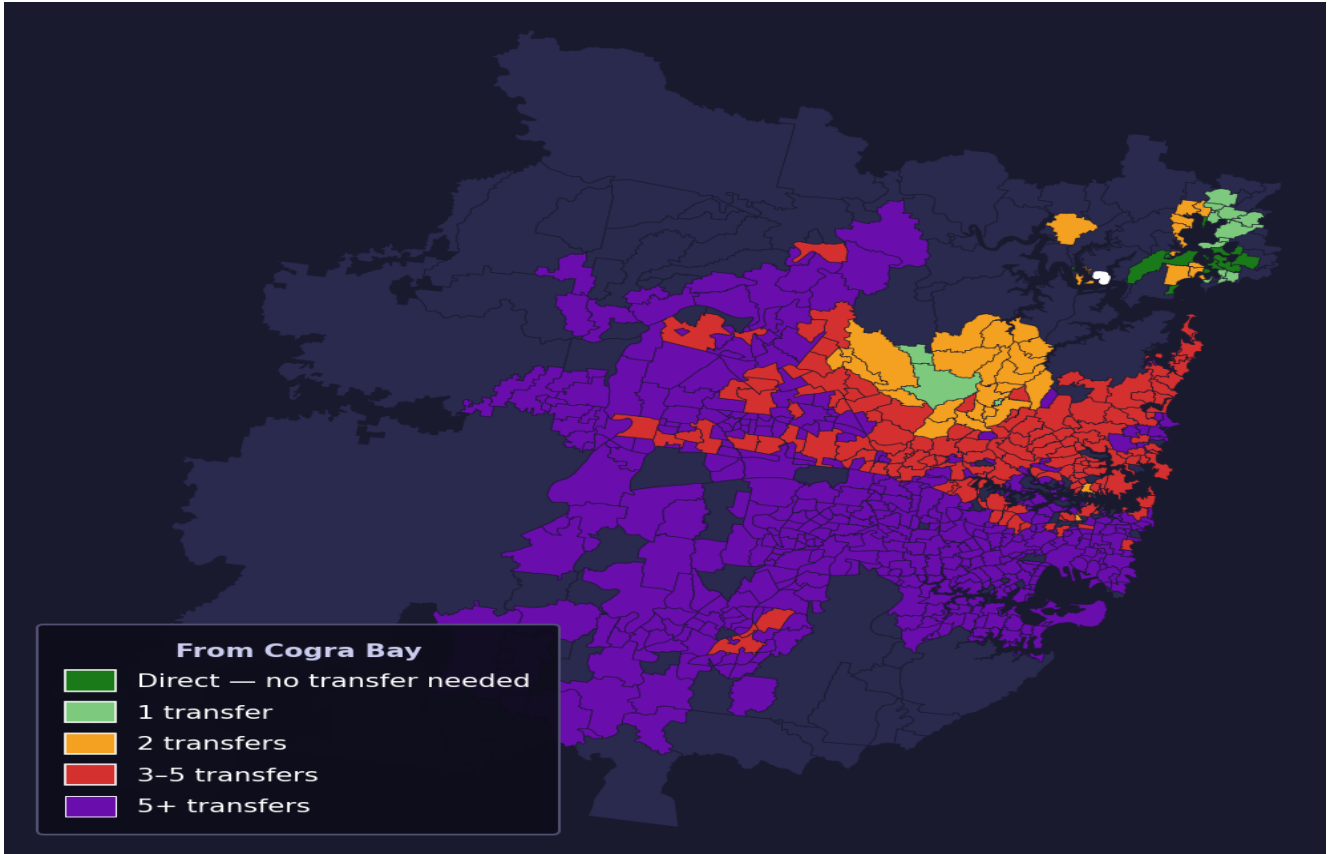 From Cogra Bay
Direct — no transfer needed
1 transfer
2 transfers
3–5 transfers
5+ transfers